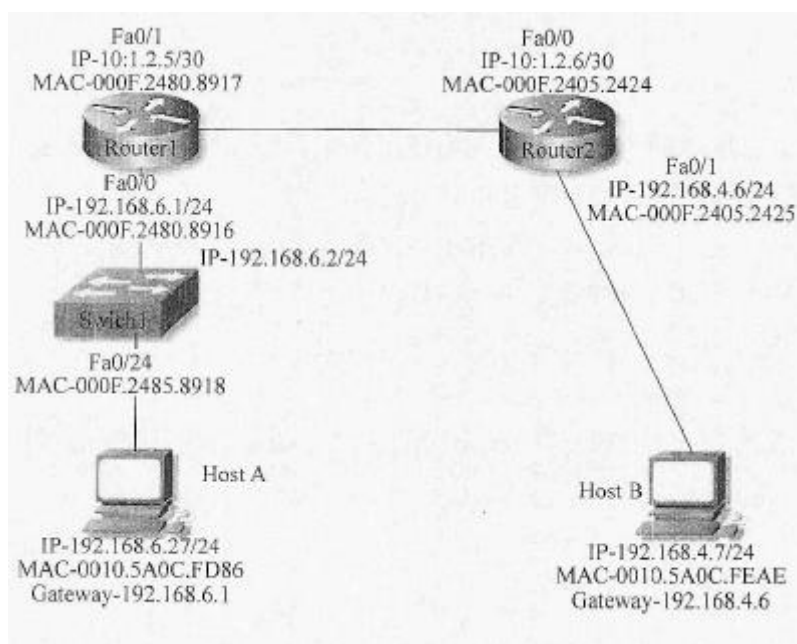 Fa0/1
IP-10:1.2.5/30
MAC-000F.2480.8917
Router1
Fa0/0
IP-192.168.6.1/24
MAC-000F.2480.8916
IP-192.168.6.2/24
Swich1
Fa0/24
MAC-000F.2485.8918
Host A
IP-192.168.6.27/24
MAC-0010.5A0C.FD86
Gateway-192.168.6.1
Fa0/0
IP-10:1.2.6/30
MAC-000F.2405.2424
Router2
Fa0/1
IP-192.168.4.6/24
MAC-000F.2405.2425
Host B
IP-192.168.4.7/24
MAC-0010.5A0C.FEAE
Gateway-192.168.4.6